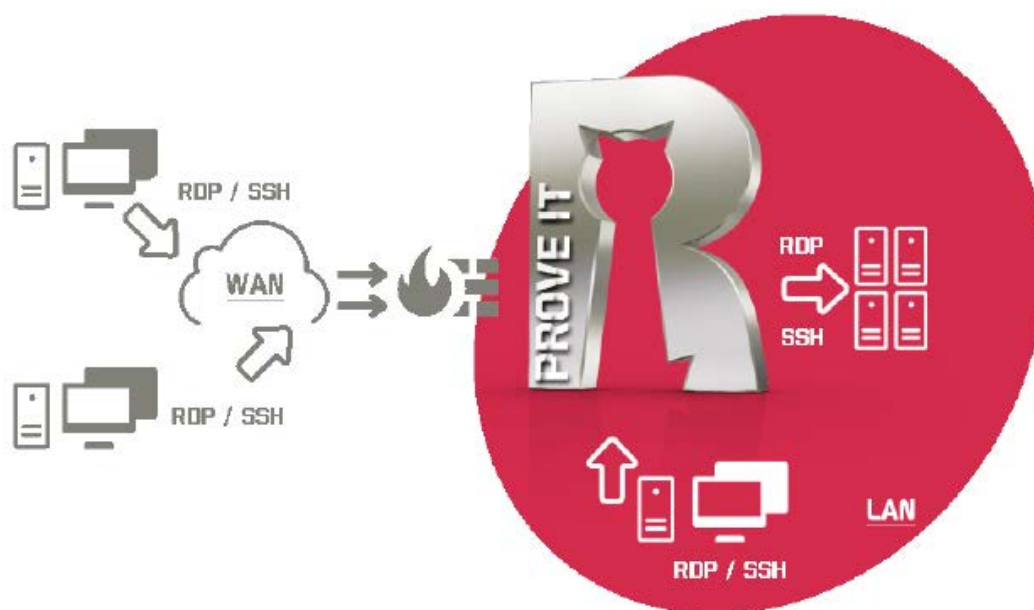 RDP / SSH
WAN
RDP / SSH
PROVE IT
RDP
SSH
LAN
RDP / SSH